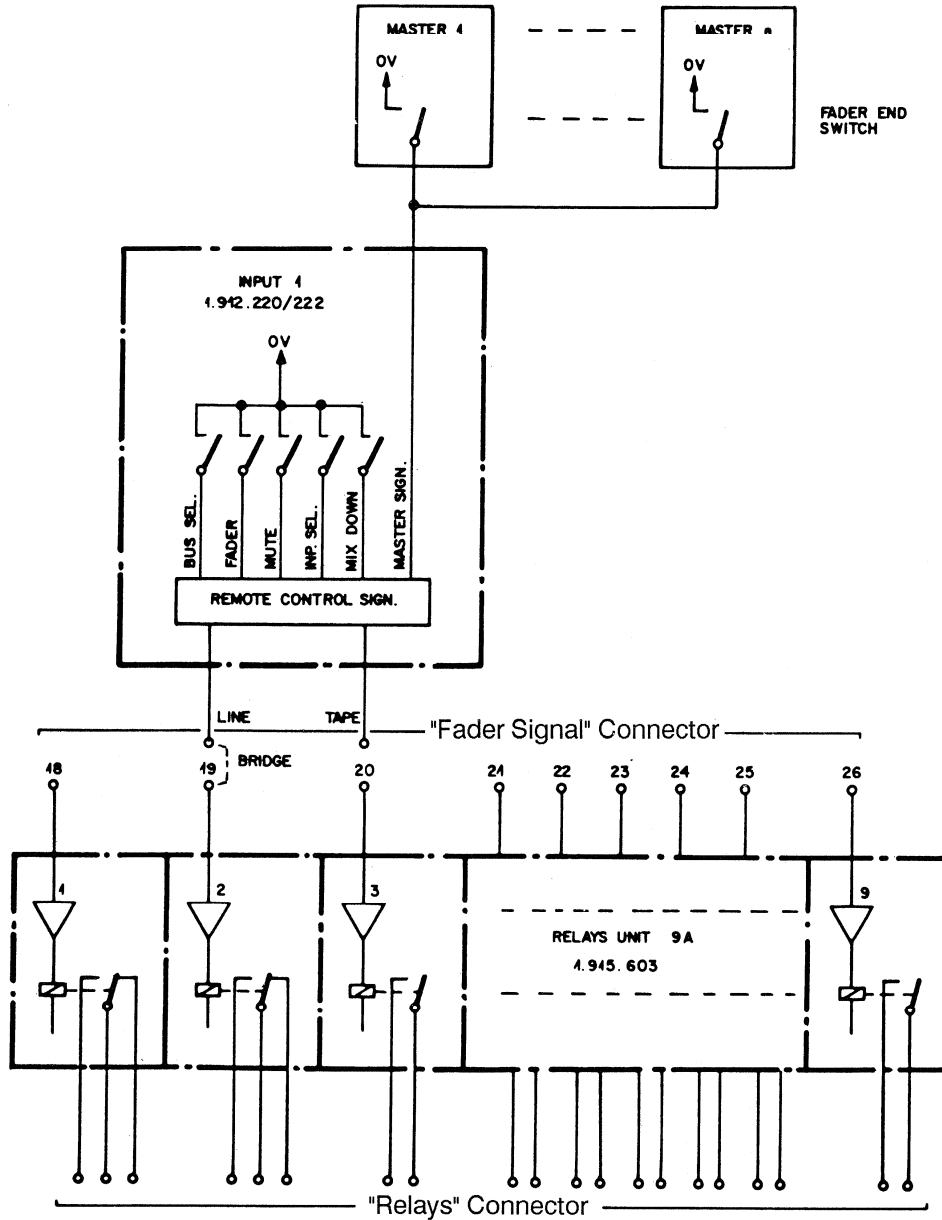 MASTER 1
MASTER n
0V
0V
FADER END
SWITCH
INPUT 1
1.912.220/222
0V
BUS SEL.
FADER
MUTE
INP. SEL.
MIX DOWN
MASTER SIGN.
REMOTE CONTROL SIGN.
LINE
TAPE
"Fader Signal" Connector
BRIDGE
18
19
20
21
22
23
24
25
26
1
2
3
9
RELAYS UNIT 9A
1.915.603
"Relays" Connector